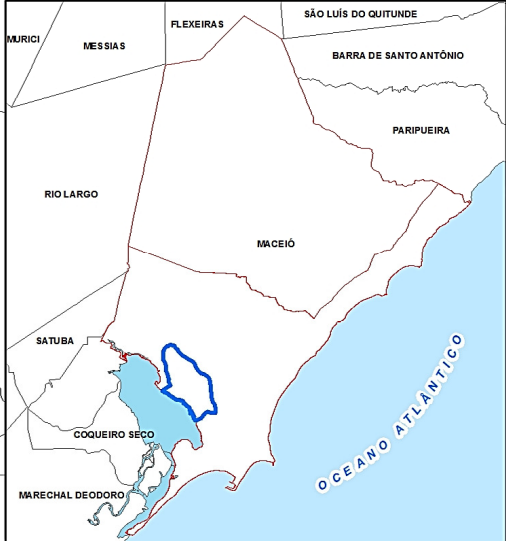 SÃO LUÍS DO QUITUNDE
FLEXEIRAS
MURICI
MESSIAS
BARRA DE SANTO ANTÔNIO
PARIPUEIRA
RIO LARGO
MACEIÓ
SATUBA
OCEANO ATLÂNTICO
COQUEIRO SECO
MARECHAL DEODORO